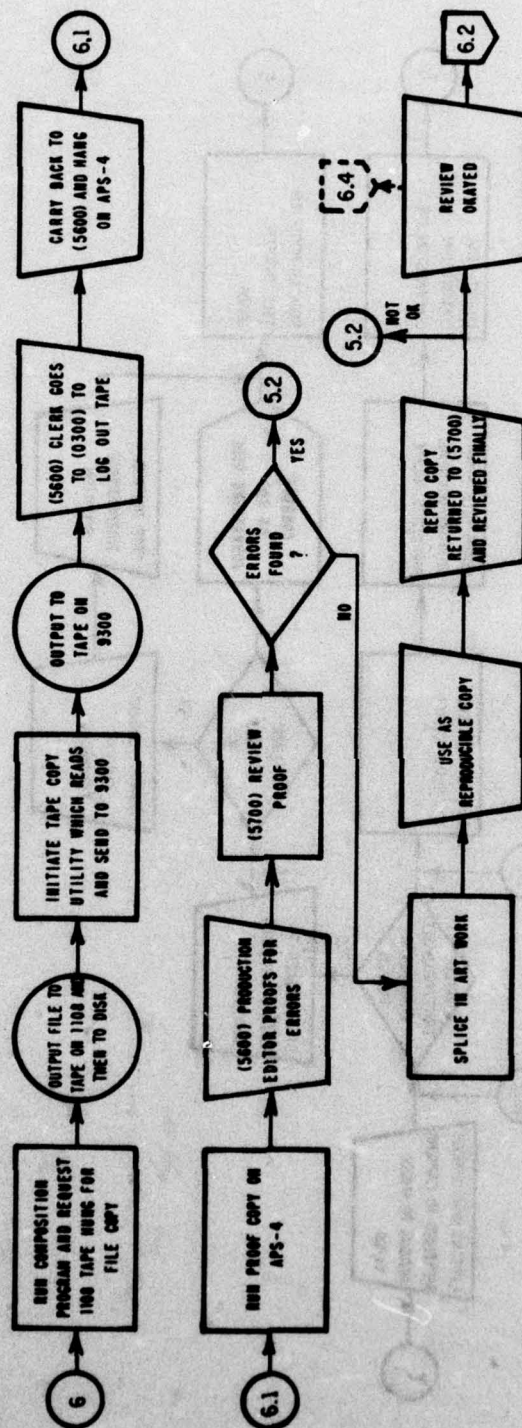 6
RUN COMPOSITION
PROGRAM AND REQUEST
1108 TAPE HUNG FOR
FILE COPY
OUTPUT FILE TO
TAPE ON 1108 AND
THEN TO DISK
INITIATE TAPE COPY
UTILITY WHICH READS
AND SEND TO 9300
OUTPUT TO
TAPE ON
9300
(5600) CLERK GOES
TO (0300) TO
LOG OUT TAPE
CARRY BACK TO
(5600) AND HANG
ON APS-4
6.1
6.1
RUN PROOF COPY ON
APS-4
(5600) PRODUCTION
EDITOR PROOFS FOR
ERRORS
(5700) REVIEW
PROOF
ERRORS
FOUND
?
YES
5.2
NO
SPLICE IN ART WORK
USE AS
REPRODUCIBLE COPY
REPRO COPY
RETURNED TO (5700)
AND REVIEWED FINALLY
NOT
OK
5.2
REVIEW
OKAYED
6.4
6.2